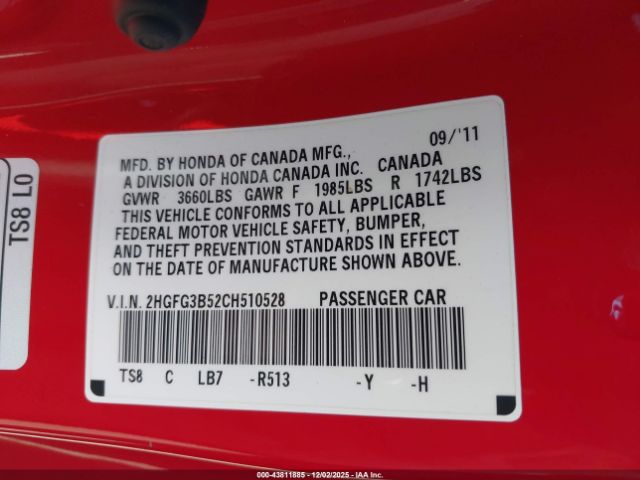 09/'11
MFD. BY HONDA OF CANADA MFG.,
A DIVISION OF HONDA CANADA INC. CANADA
GVWR 3660LBS GAWR F 1985LBS R 1742LBS
THIS VEHICLE CONFORMS TO ALL APPLICABLE
FEDERAL MOTOR VEHICLE SAFETY, BUMPER,
AND THEFT PREVENTION STANDARDS IN EFFECT
ON THE DATE OF MANUFACTURE SHOWN ABOVE.
V.I.N. 2HGFG3B52CH510528 PASSENGER CAR
TS8 C LB7 -R513 -Y -H
TS8 L0
000-43811885 - 12/02/2025 - IAA Inc.